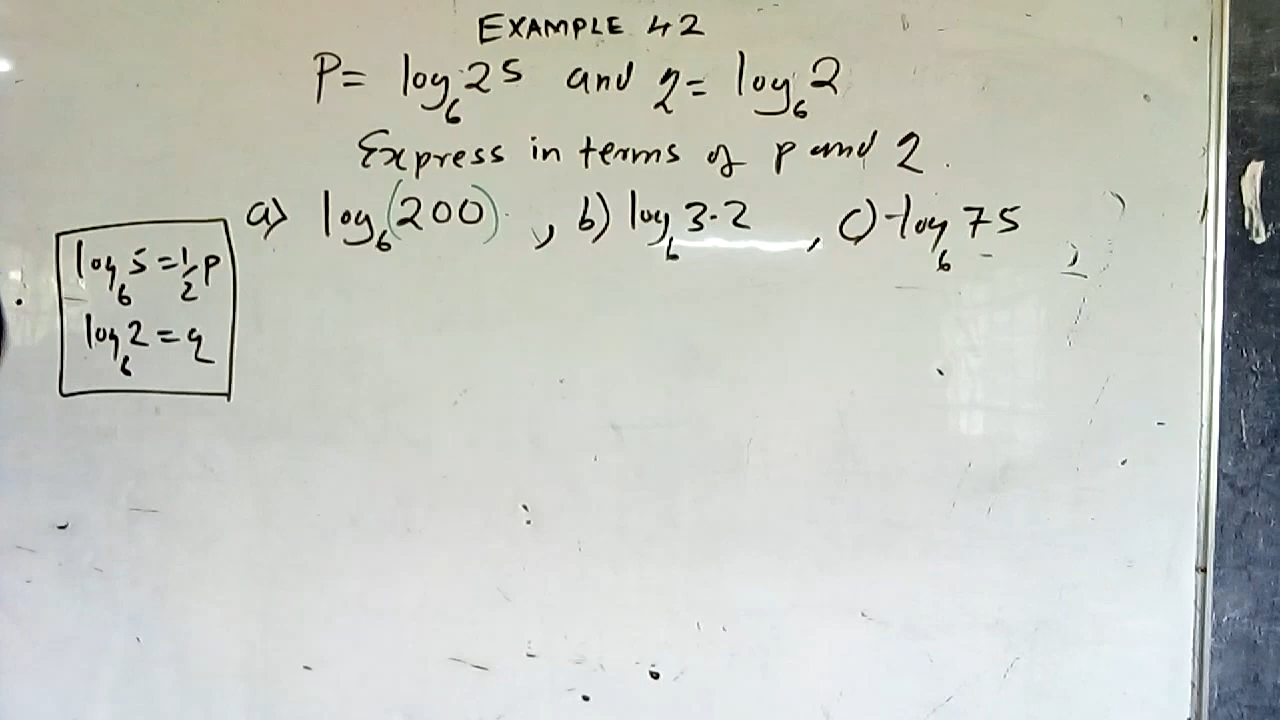 EXAMPLE 42
P = log₆25 and q = log₆2
Express in terms of p and q.
a) log₆(200), b) log₆3·2, c) log₆75
log₆5 = ½p
log₆2 = q